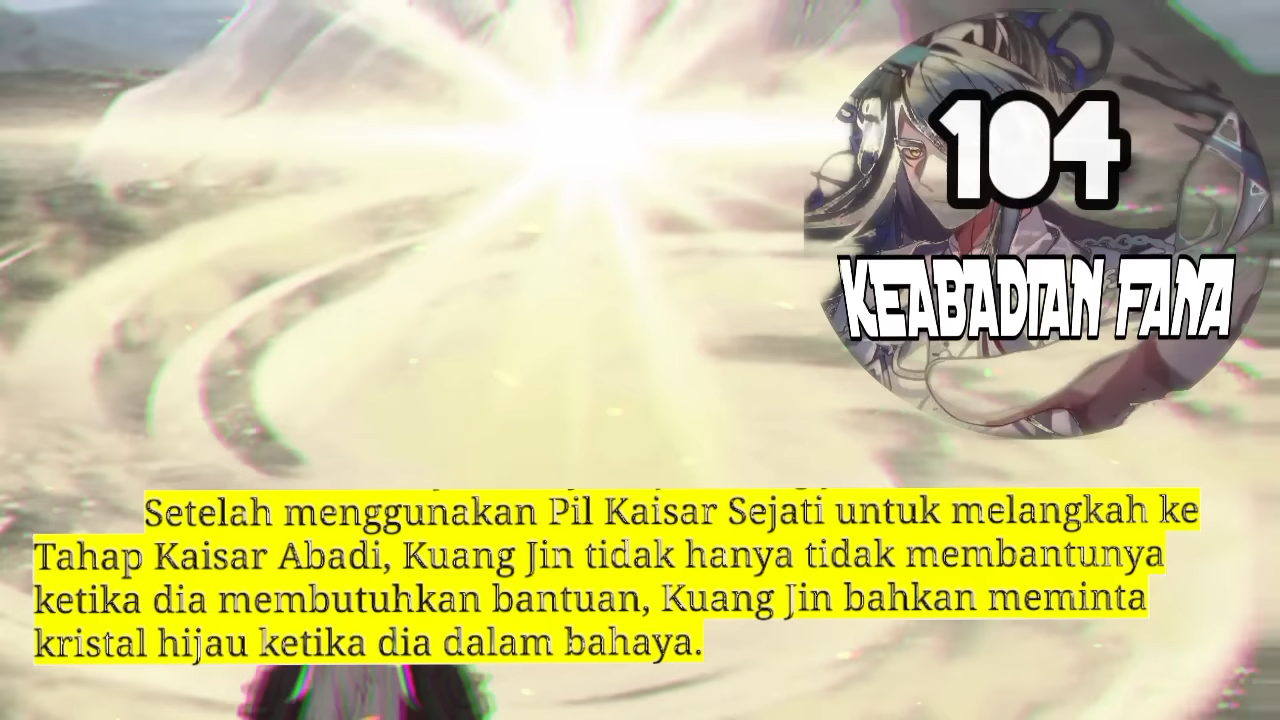 104
KEABADIAN FANA
Setelah menggunakan Pil Kaisar Sejati untuk melangkah ke
Tahap Kaisar Abadi, Kuang Jin tidak hanya tidak membantunya
ketika dia membutuhkan bantuan, Kuang Jin bahkan meminta
kristal hijau ketika dia dalam bahaya.